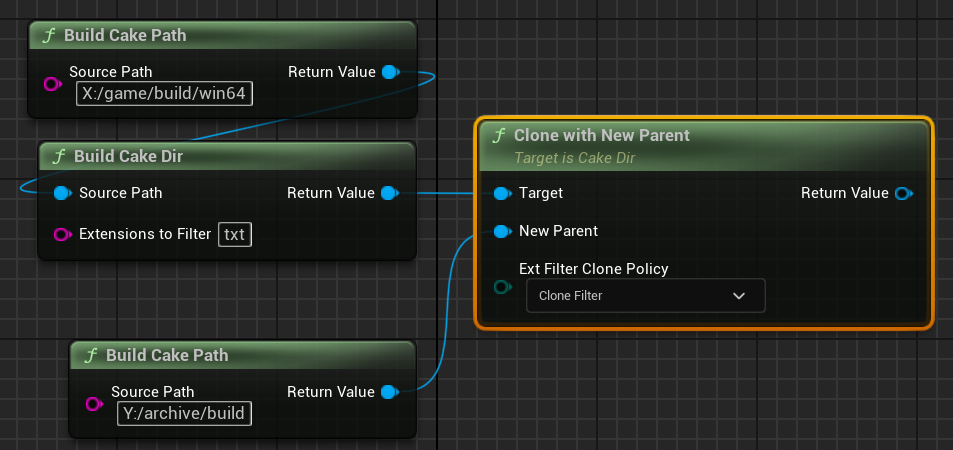 f Build Cake Path
Source Path
Return Value
X:/game/build/win64
f Build Cake Dir
Source Path
Return Value
Extensions to Filter txt
f Build Cake Path
Source Path
Return Value
Y:/archive/build
f Clone with New Parent
Target is Cake Dir
Target
Return Value
New Parent
Ext Filter Clone Policy
Clone Filter